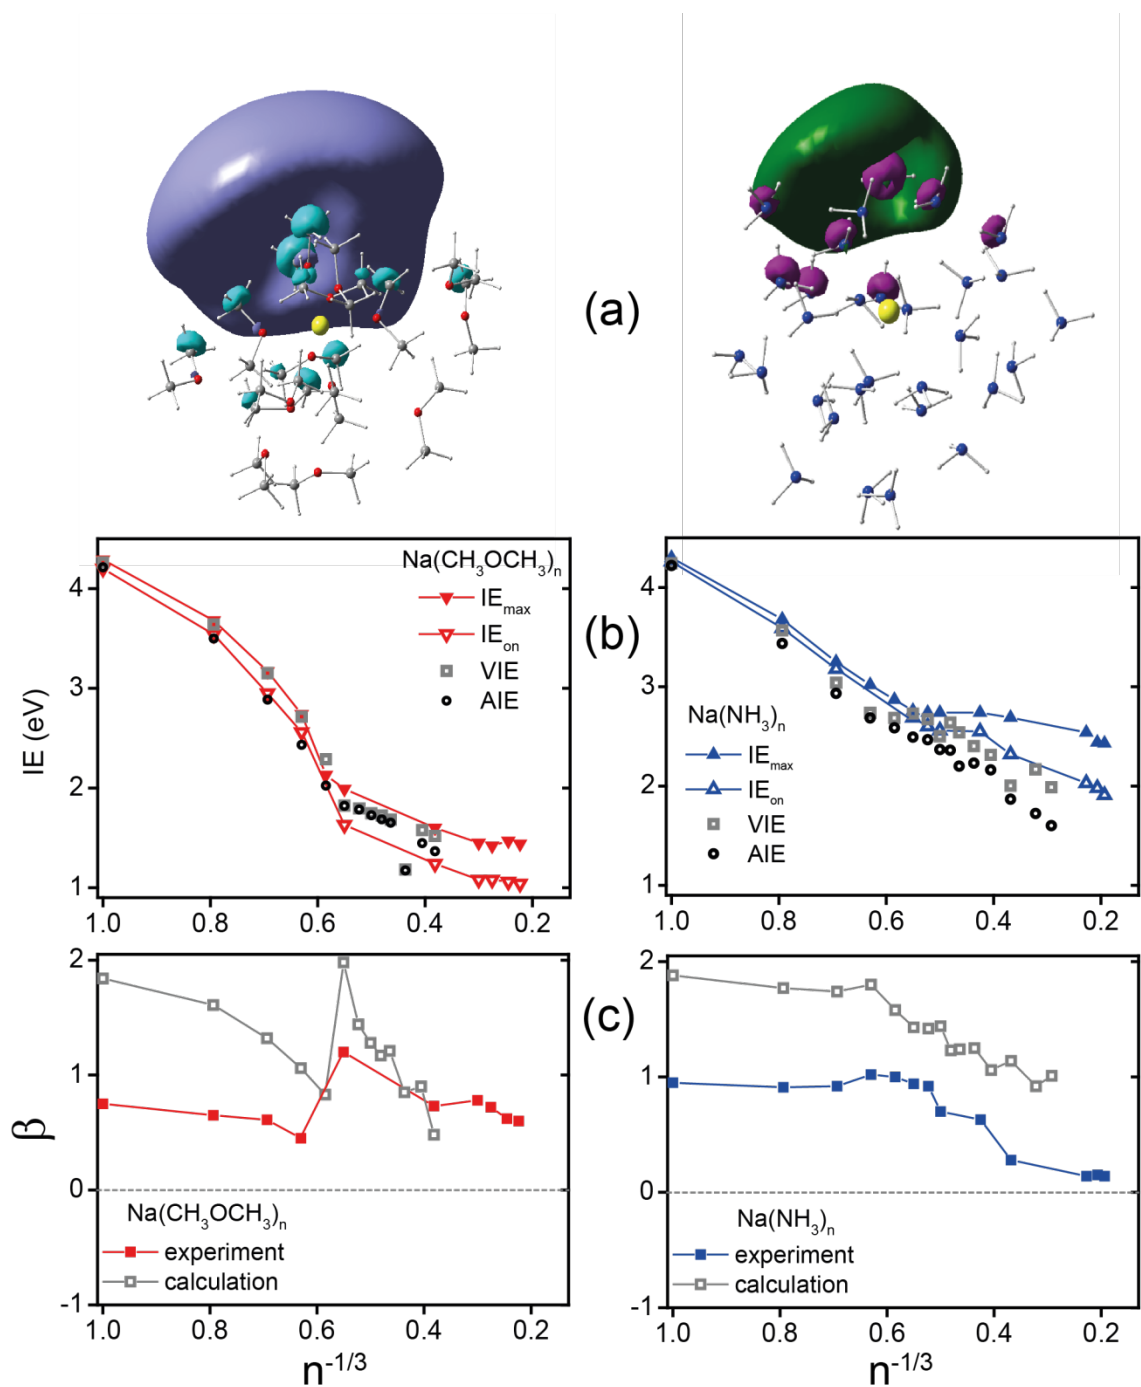 (a)
Na(CH₃OCH₃)ₙ
IEₘₐₓ
IEₒₙ
VIE
AIE
IE (eV)
4
3
2
1
1.0 0.8 0.6 0.4 0.2
(b)
Na(NH₃)ₙ
IEₘₐₓ
IEₒₙ
VIE
AIE
4
3
2
1
1.0 0.8 0.6 0.4 0.2
(c)
β
2
1
0
-1
Na(CH₃OCH₃)ₙ
experiment
calculation
1.0 0.8 0.6 0.4 0.2
n⁻¹/³
2
1
0
-1
Na(NH₃)ₙ
experiment
calculation
1.0 0.8 0.6 0.4 0.2
n⁻¹/³